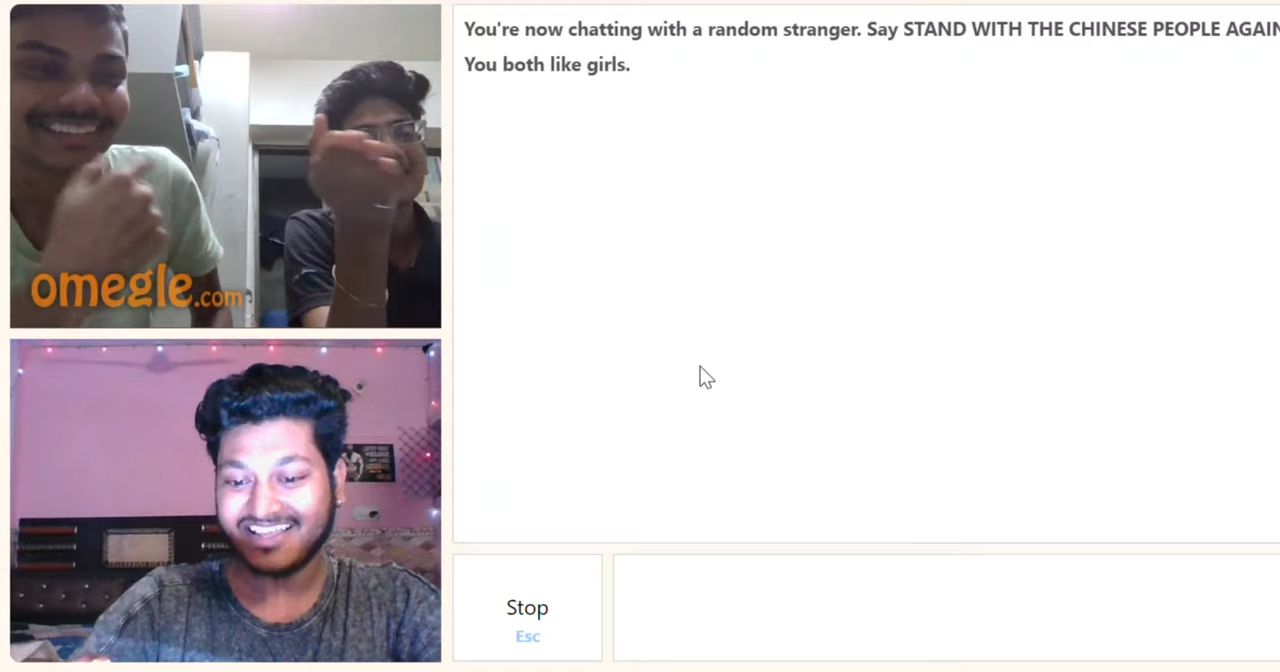 You're now chatting with a random stranger. Say STAND WITH THE CHINESE PEOPLE AGAIN
You both like girls.
omegle.com
Stop
Esc